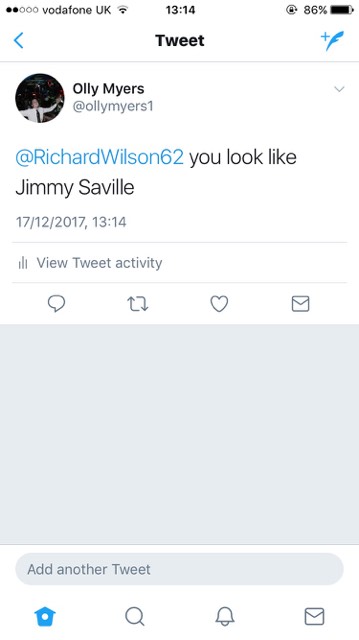 vodafone UK 13:14 86%
Tweet
Olly Myers
@ollymyers1
@RichardWilson62 you look like
Jimmy Saville
17/12/2017, 13:14
View Tweet activity
Add another Tweet